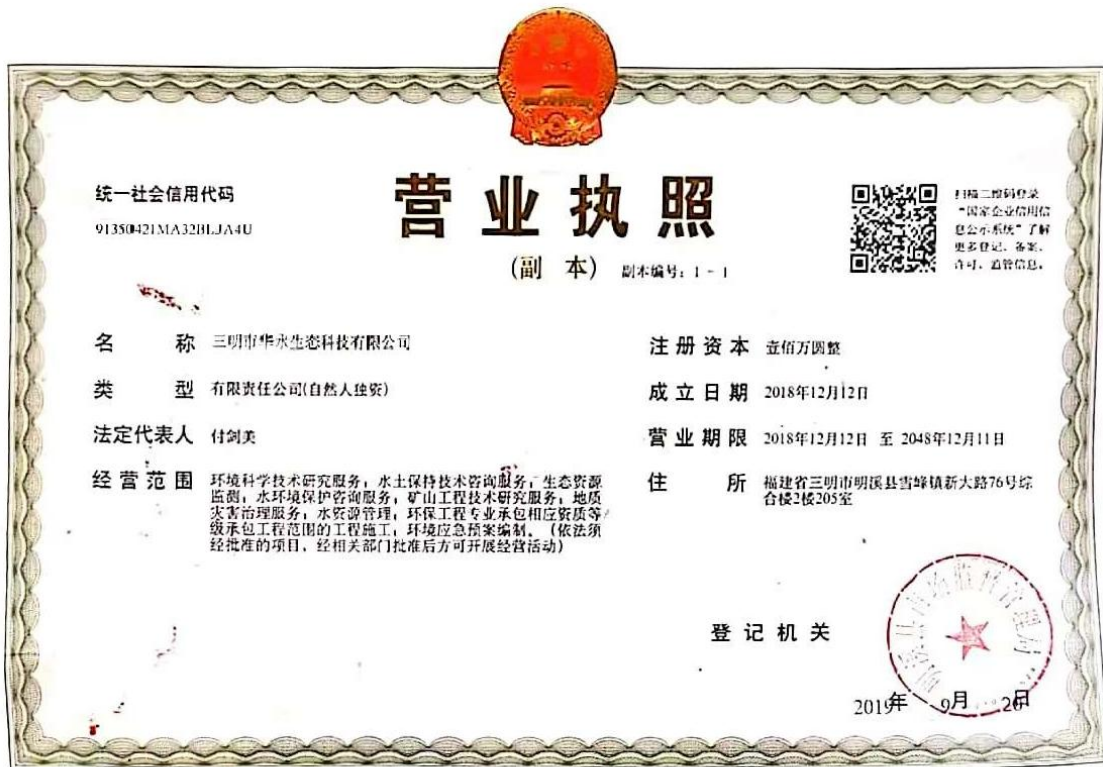 统一社会信用代码
91350421MA32BLJA4U
营业执照
(副 本) 副本编号：1 - 1
扫描二维码登录
“国家企业信用信
息公示系统”了解
更多登记、备案、
许可、监管信息。
名 称 三明市华水生态科技有限公司
类 型 有限责任公司(自然人独资)
法定代表人 付剑美
经营范围 环境科学技术研究服务；水土保持技术咨询服务；生态资源
监测；水环境保护咨询服务；矿山工程技术研究服务；地质
灾害治理服务；水资源管理；环保工程专业承包相应资质等
级承包工程范围的工程施工；环境应急预案编制。（依法须
经批准的项目，经相关部门批准后方可开展经营活动）
注册资本 壹佰万圆整
成立日期 2018年12月12日
营业期限 2018年12月12日 至 2048年12月11日
住 所 福建省三明市明溪县雪峰镇新大路76号综
合楼2楼205室
登记机关
明溪县市场监督管理局
2019年 9月 日